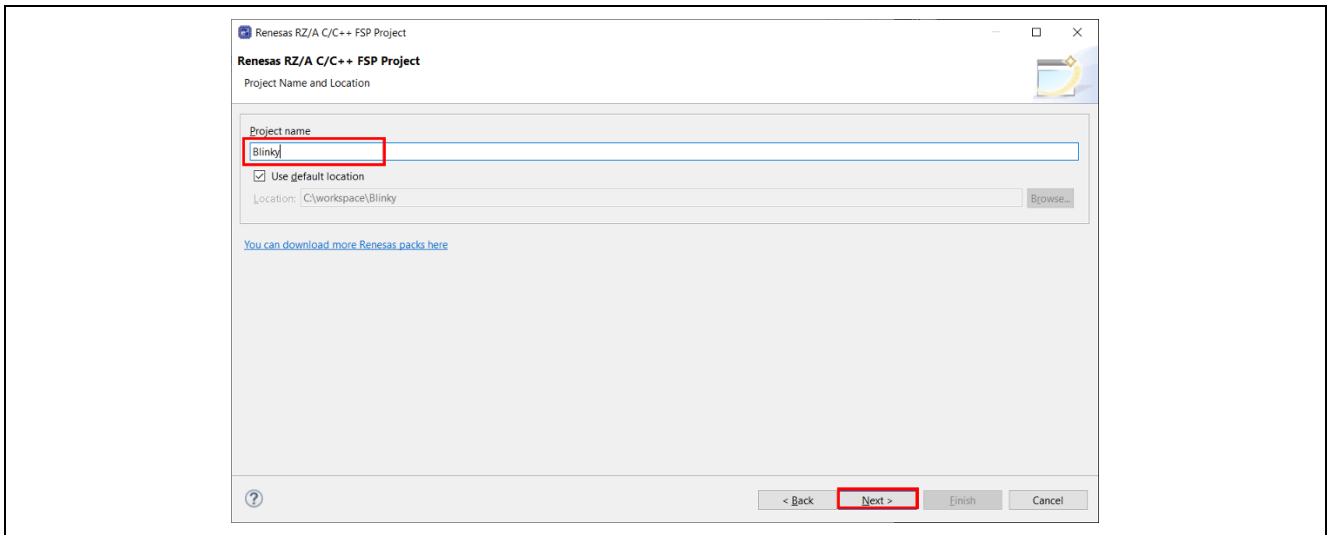 Renesas RZ/A C/C++ FSP Project
Renesas RZ/A C/C++ FSP Project
Project Name and Location
Project name
Blinky
Use default location
Location: C:\workspace\Blinky Browse...
You can download more Renesas packs here
? < Back Next > Finish Cancel